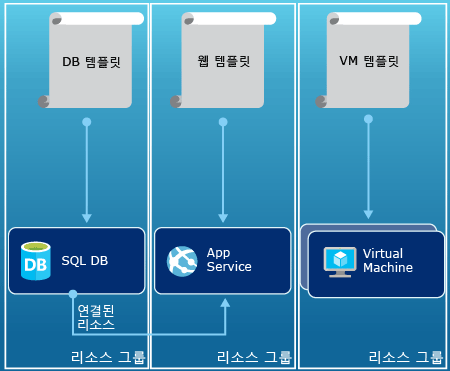 DB 템플릿
웹 템플릿
VM 템플릿
DB
SQL DB
App
Service
Virtual
Machine
연결된
리소스
리소스 그룹
리소스 그룹
리소스 그룹